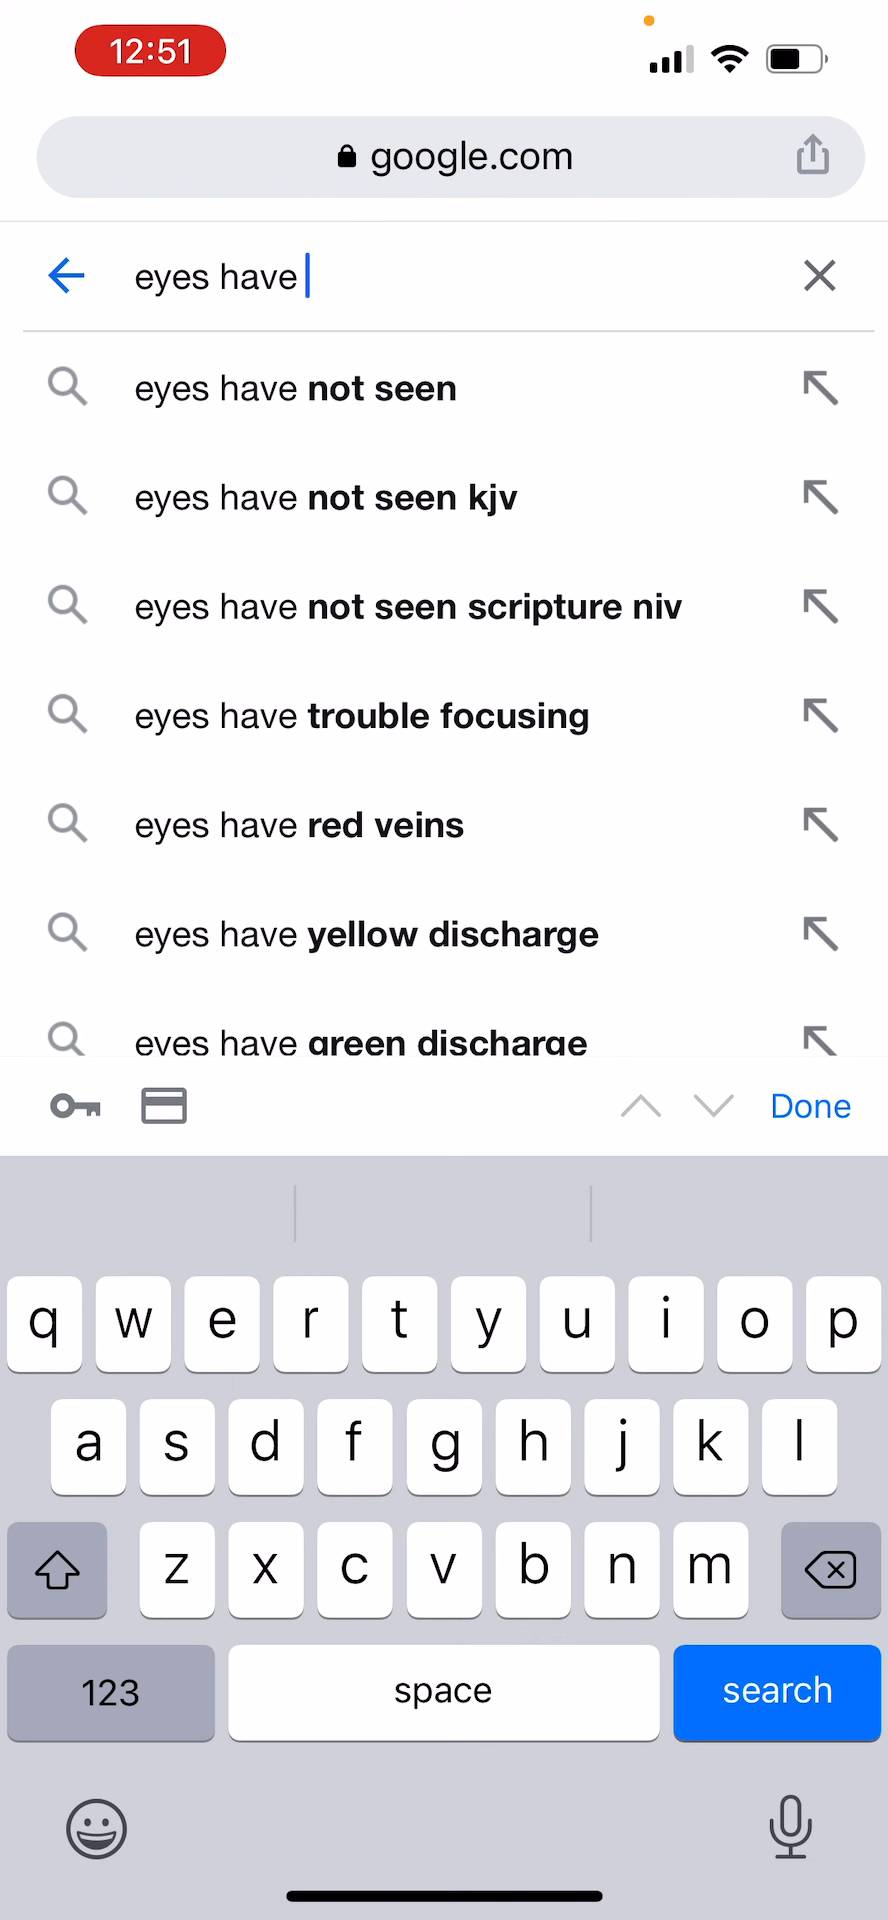 12:51
google.com
eyes have
eyes have not seen
eyes have not seen kjv
eyes have not seen scripture niv
eyes have trouble focusing
eyes have red veins
eyes have yellow discharge
eyes have green discharge
Done
q w e r t y u i o p
a s d f g h j k l
z x c v b n m
123 space search